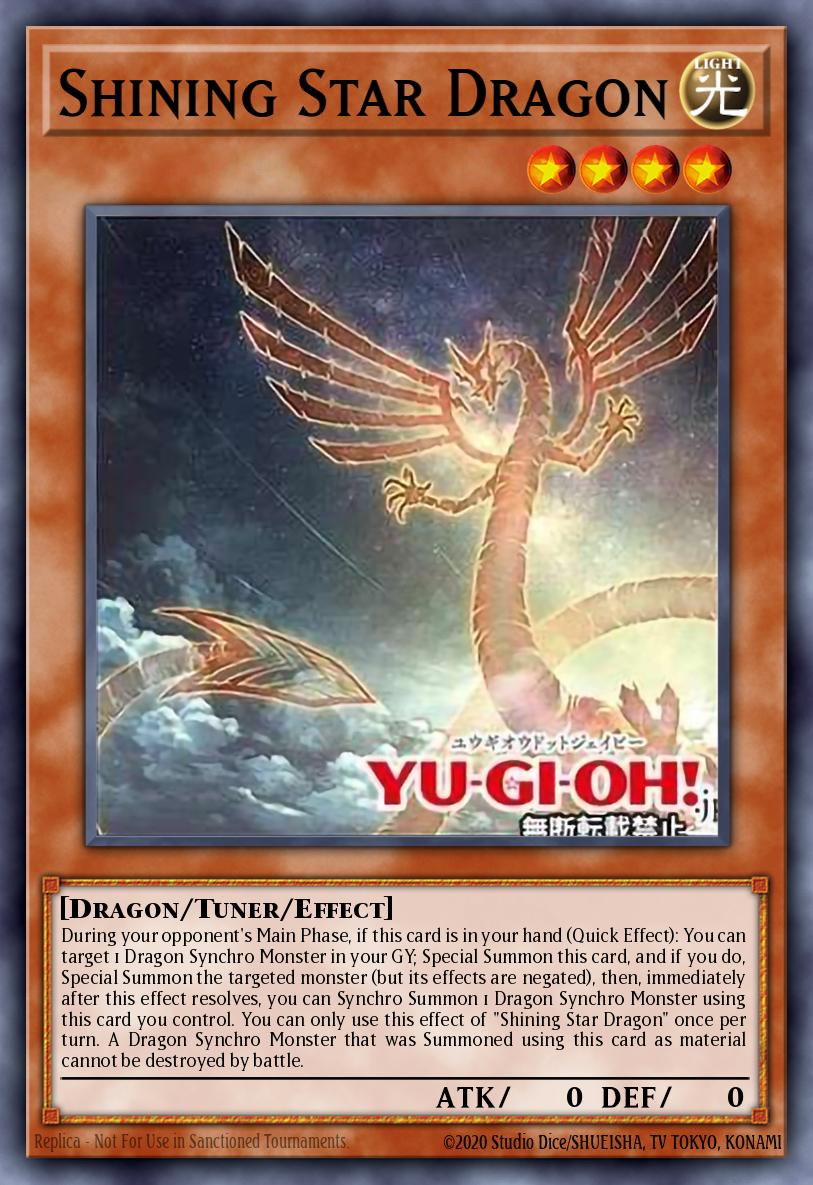 Shining Star Dragon
LIGHT
光
ユウギオウドットジェイピー
YU-GI-OH!
.jp
無断転載禁止
[Dragon/Tuner/Effect]
During your opponent's Main Phase, if this card is in your hand (Quick Effect): You can
target 1 Dragon Synchro Monster in your GY; Special Summon this card, and if you do,
Special Summon the targeted monster (but its effects are negated), then, immediately
after this effect resolves, you can Synchro Summon 1 Dragon Synchro Monster using
this card you control. You can only use this effect of "Shining Star Dragon" once per
turn. A Dragon Synchro Monster that was Summoned using this card as material
cannot be destroyed by battle.
ATK/ 0 DEF/ 0
Replica - Not For Use in Sanctioned Tournaments.
©2020 Studio Dice/SHUEISHA, TV TOKYO, KONAMI